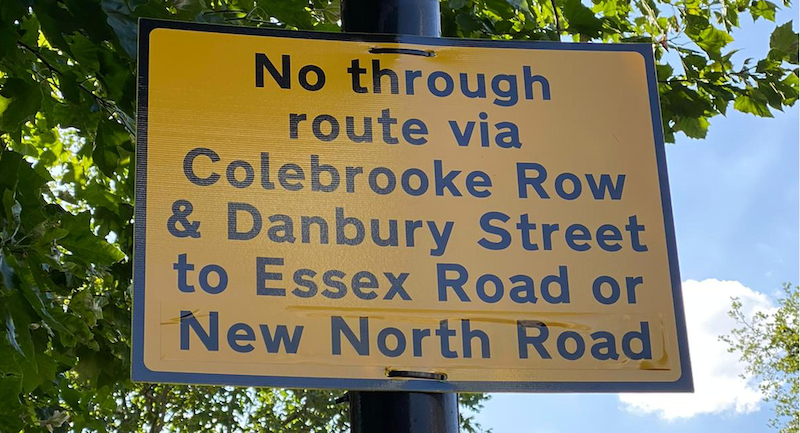 No through
route via
Colebrooke Row
& Danbury Street
to Essex Road or
New North Road